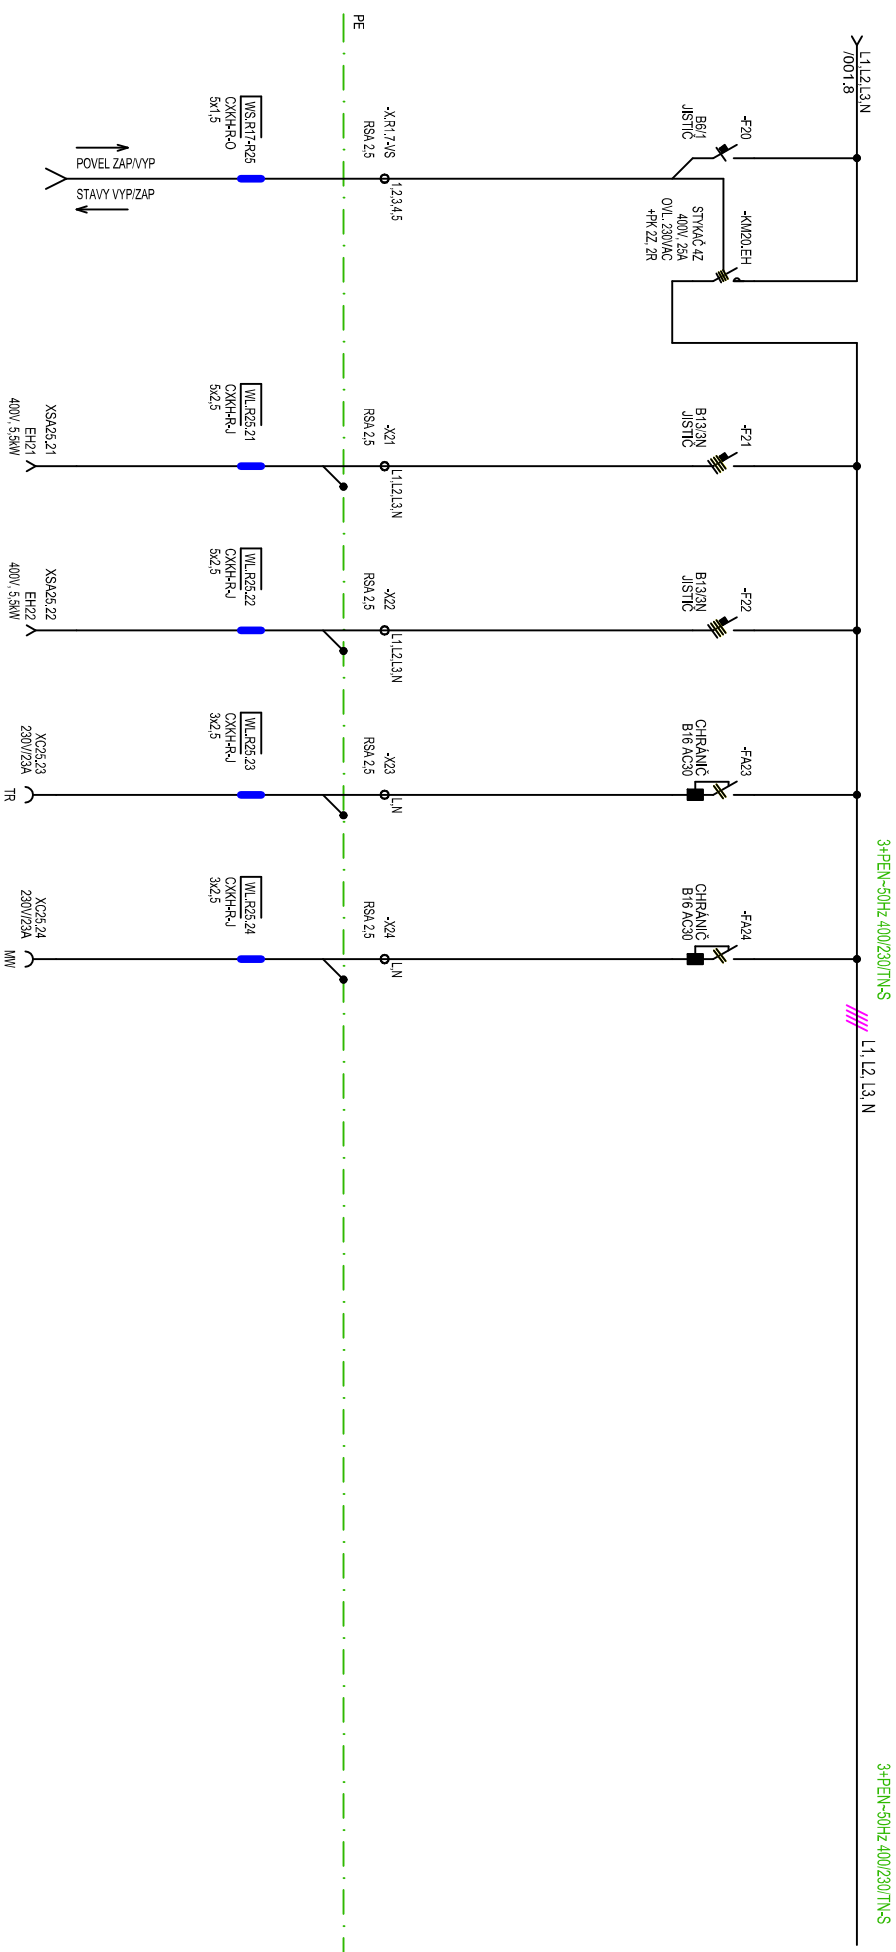 L1,L2,L3,N
/001.8
3+PEN~50Hz 400/230/TN-S
L1, L2, L3, N
3+PEN~50Hz 400/230/TN-S
-F20
B6/1
JISTIČ
-KM20.EH
STYKAČ 4Z
400V, 25A
OVL. 230VAC
+PK 2Z, 2R
-F21
B13/3N
JISTIČ
-F22
B13/3N
JISTIČ
-FA23
CHRÁNIČ
B16 AC30
-FA24
CHRÁNIČ
B16 AC30
-X.R1.7-VS
RSA 2,5
1,2,3,4,5
-X21
RSA 2,5
L1,L2,L3,N
-X22
RSA 2,5
L1,L2,L3,N
-X23
RSA 2,5
L,N
-X24
RSA 2,5
L,N
PE
WS.R17-R25
CXKH-R-O
5x1,5
WL.R25.21
CXKH-R-J
5x2,5
WL.R25.22
CXKH-R-J
5x2,5
WL.R25.23
CXKH-R-J
3x2,5
WL.R25.24
CXKH-R-J
3x2,5
POVEL ZAP/VYP
STAVY VYP/ZAP
XSA25.21
EH21
400V, 5,5kW
XSA25.22
EH22
400V, 5,5kW
XC25.23
230V/23A
TR
XC25.24
230V/23A
MW